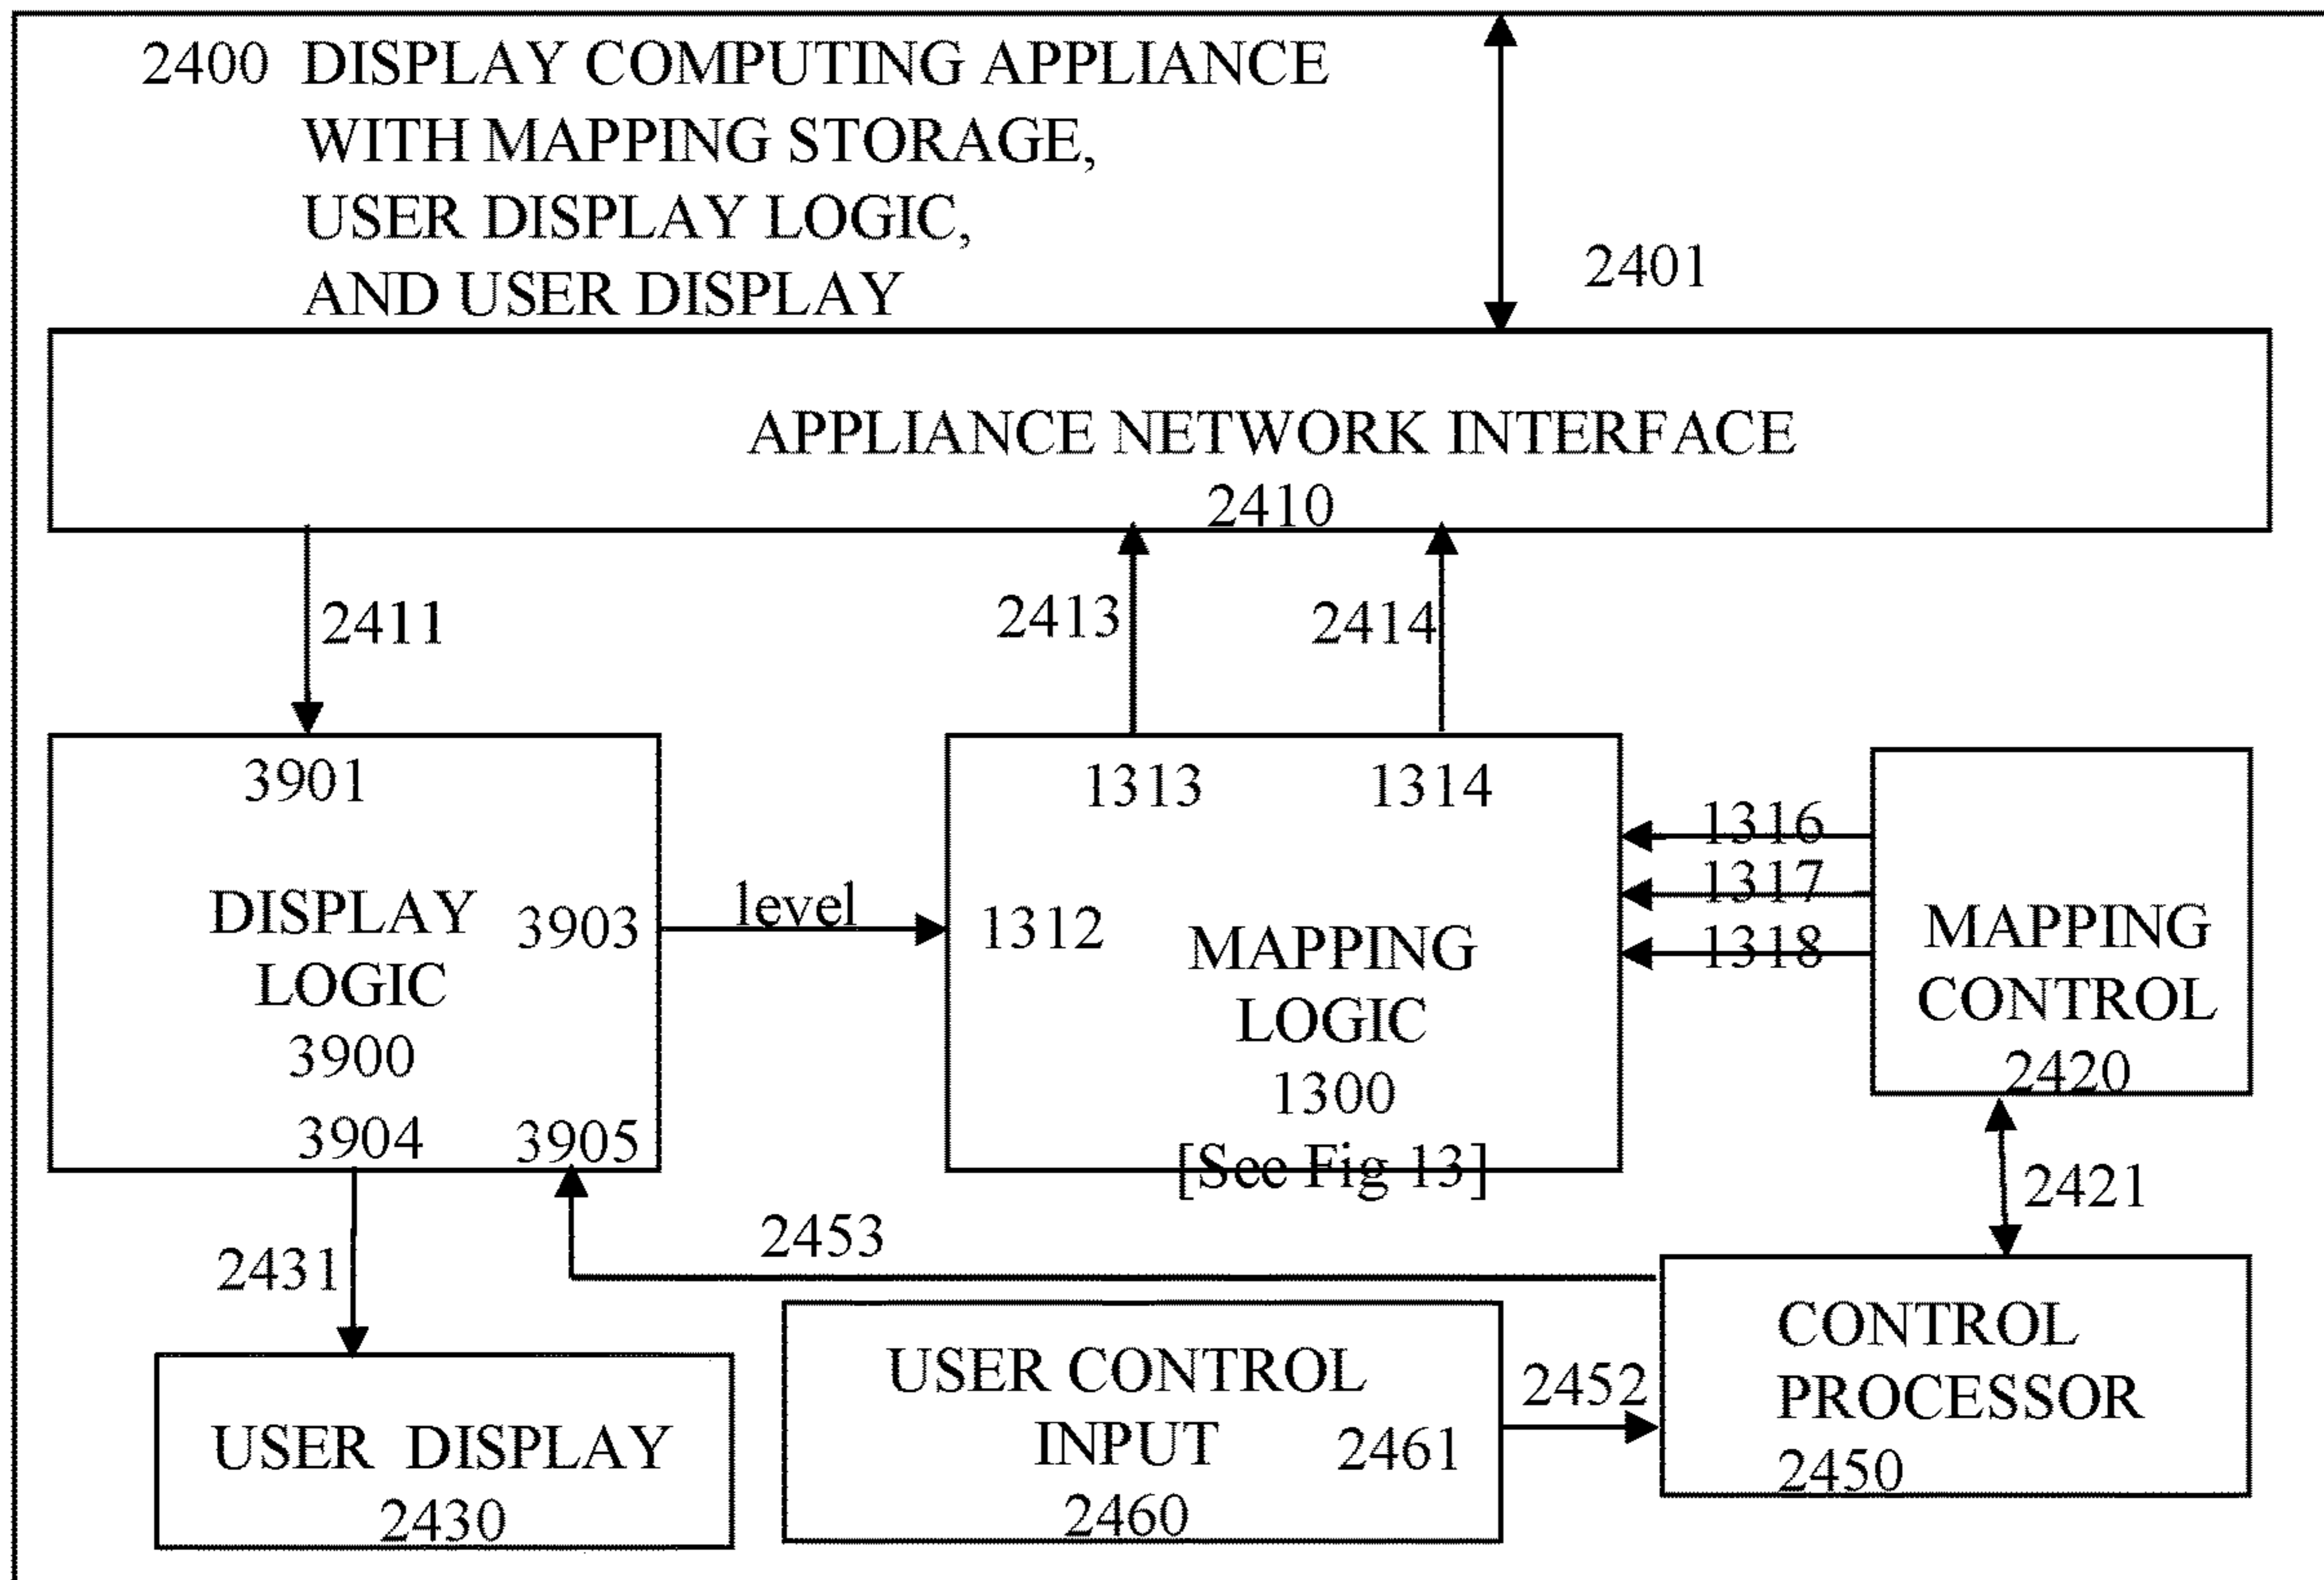 2400 DISPLAY COMPUTING APPLIANCE
WITH MAPPING STORAGE,
USER DISPLAY LOGIC,
AND USER DISPLAY
2401
APPLIANCE NETWORK INTERFACE
2410
2411
2413
2414
3901
DISPLAY
LOGIC
3900
3903
3904
3905
level
1313
1314
1312
MAPPING
LOGIC
1300
[See Fig 13]
1316
1317
1318
MAPPING
CONTROL
2420
2421
2431
2453
USER DISPLAY
2430
USER CONTROL
INPUT
2461
2460
2452
CONTROL
PROCESSOR
2450